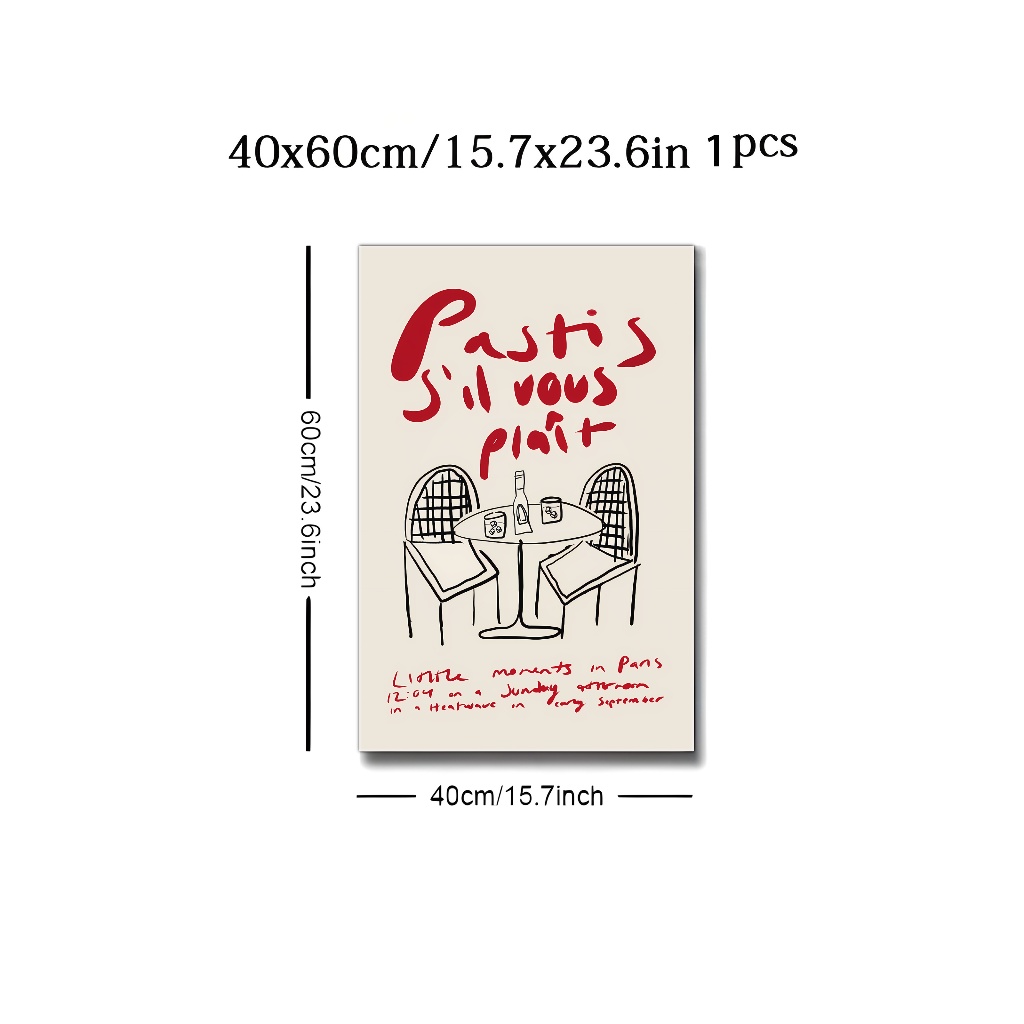 40x60cm/15.7x23.6in 1pcs
Pastis
s'il vous
plaît
60cm/23.6inch
Little moments in Paris
12:04 on a Sunday afternoon
in a Heatwave in early September
40cm/15.7inch